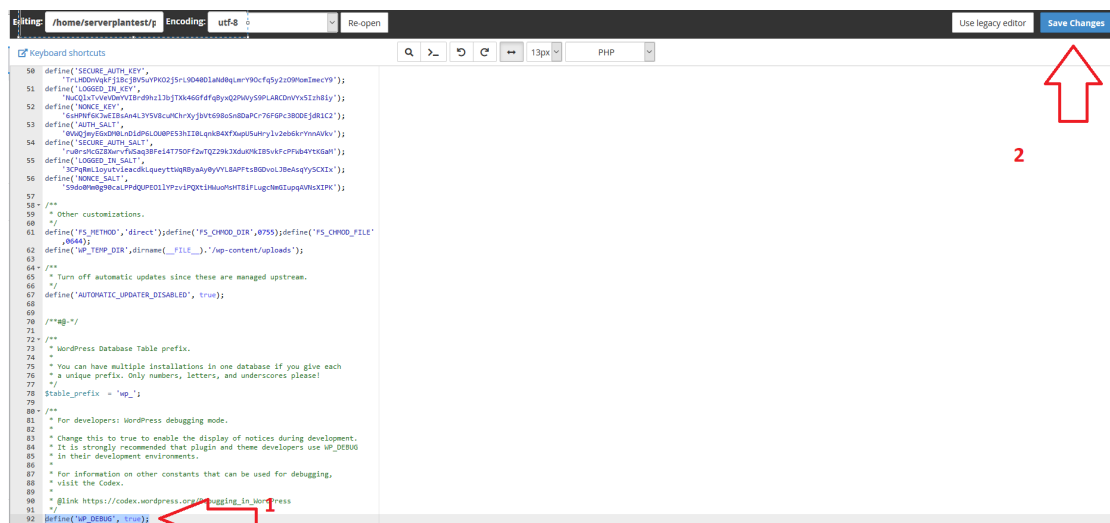 Editing: /home/serverplantest/p Encoding: utf-8 Re-open Use legacy editor Save Changes
Keyboard shortcuts 13px PHP
50 define('SECURE_AUTH_KEY',
51 define('LOGGED_IN_KEY',
52 define('NONCE_KEY',
53 define('AUTH_SALT',
54 define('SECURE_AUTH_SALT',
55 define('LOGGED_IN_SALT',
56 define('NONCE_SALT',
2
57
58 /**
59 * Other customizations.
60 */
61 define('FS_METHOD','direct');define('FS_CHMOD_DIR',0755);define('FS_CHMOD_FILE'
,0644);
62 define('WP_TEMP_DIR',dirname(__FILE__).'/wp-content/uploads');
63
64 /**
65 * Turn off automatic updates since these are managed upstream.
66 */
67 define('AUTOMATIC_UPDATER_DISABLED', true);
68
69
70 /**#@-*/
71
72 /**
73 * WordPress Database Table prefix.
74 *
75 * You can have multiple installations in one database if you give each
76 * a unique prefix. Only numbers, letters, and underscores please!
77 */
78 $table_prefix = 'wp_';
79
80 /**
81 * For developers: WordPress debugging mode.
82 *
83 * Change this to true to enable the display of notices during development.
84 * It is strongly recommended that plugin and theme developers use WP_DEBUG
85 * in their development environments.
86 *
87 * For information on other constants that can be used for debugging,
88 * visit the Codex.
89 *
90 * @link https://codex.wordpress.org/Debugging_in_WordPress
91 */
1
92 define('WP_DEBUG', true);